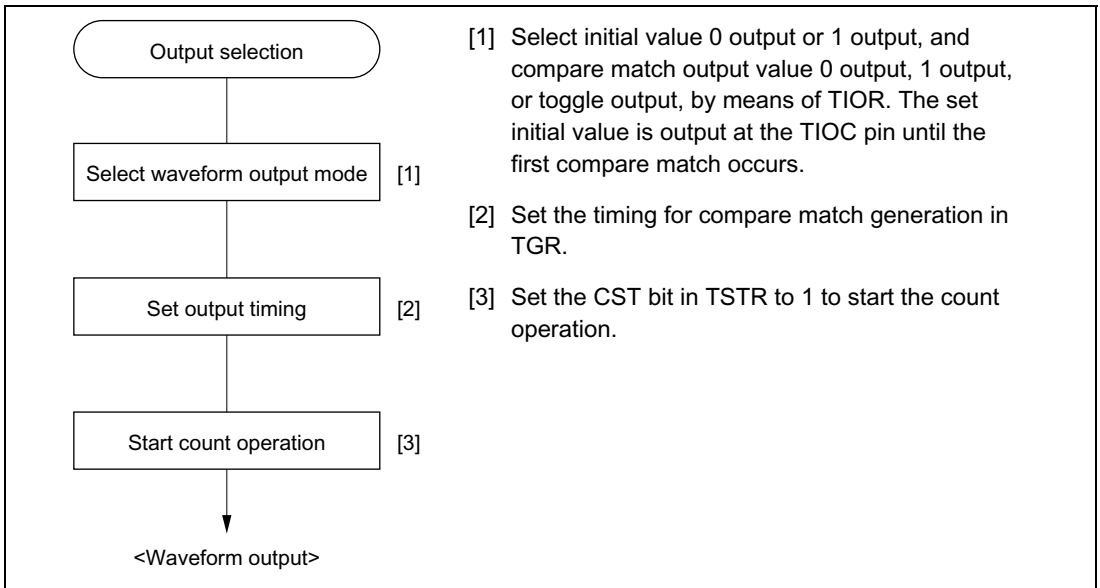 Output selection
Select waveform output mode [1]
Set output timing [2]
Start count operation [3]
<Waveform output>
[1] Select initial value 0 output or 1 output, and
compare match output value 0 output, 1 output,
or toggle output, by means of TIOR. The set
initial value is output at the TIOC pin until the
first compare match occurs.
[2] Set the timing for compare match generation in
TGR.
[3] Set the CST bit in TSTR to 1 to start the count
operation.